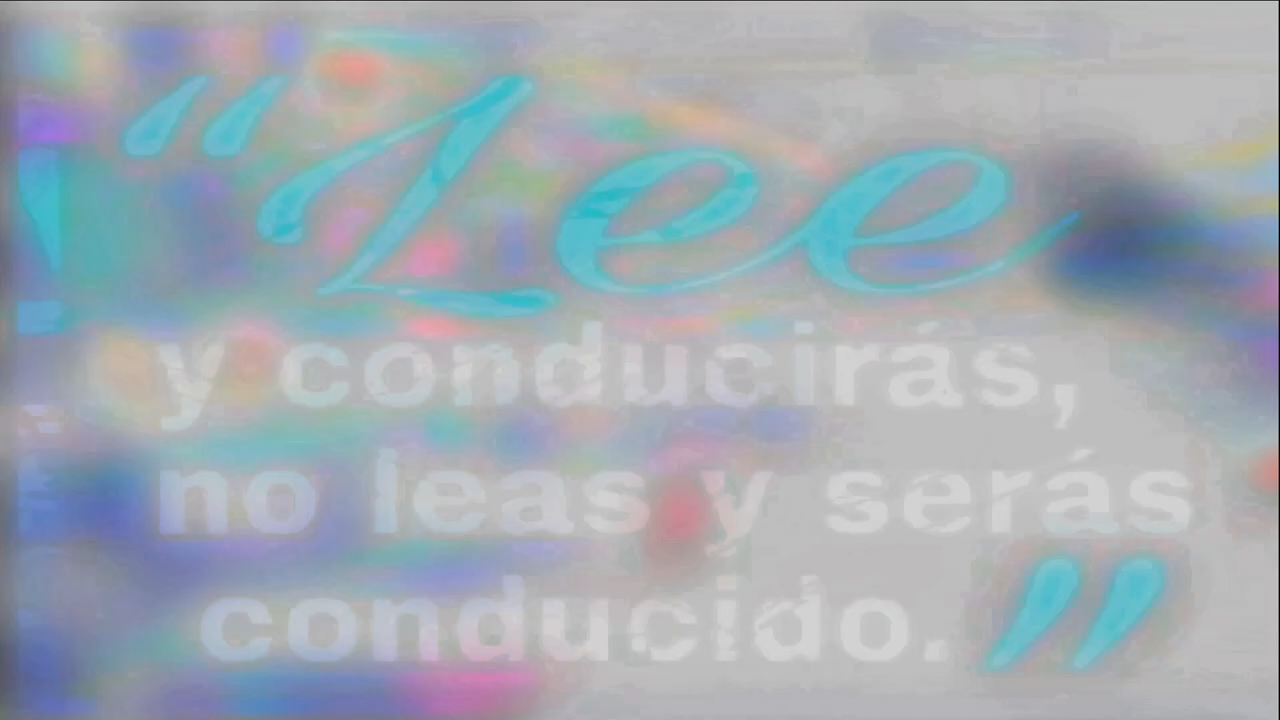 “Lee
y conducirás,
no leas y serás
conducido.”